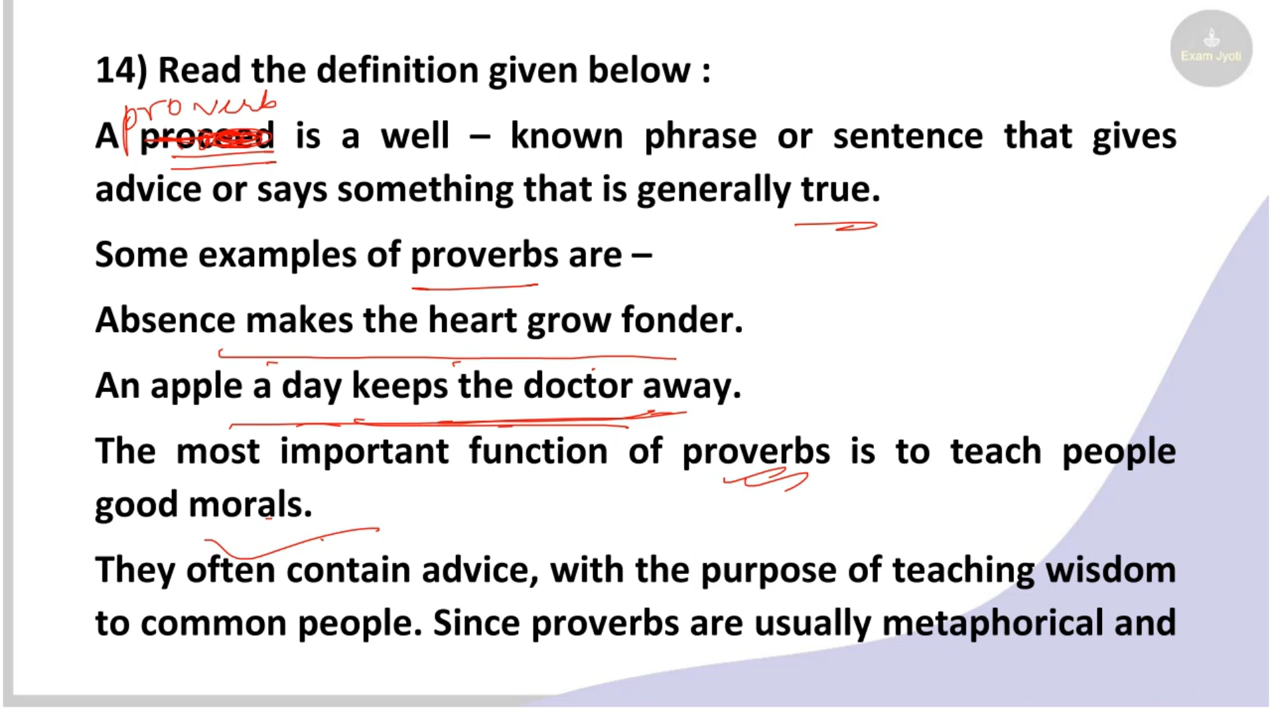 Exam Jyoti
14) Read the definition given below :
proverb
A is a well – known phrase or sentence that gives
advice or says something that is generally true.
Some examples of proverbs are –
Absence makes the heart grow fonder.
An apple a day keeps the doctor away.
The most important function of proverbs is to teach people
good morals.
They often contain advice, with the purpose of teaching wisdom
to common people. Since proverbs are usually metaphorical and